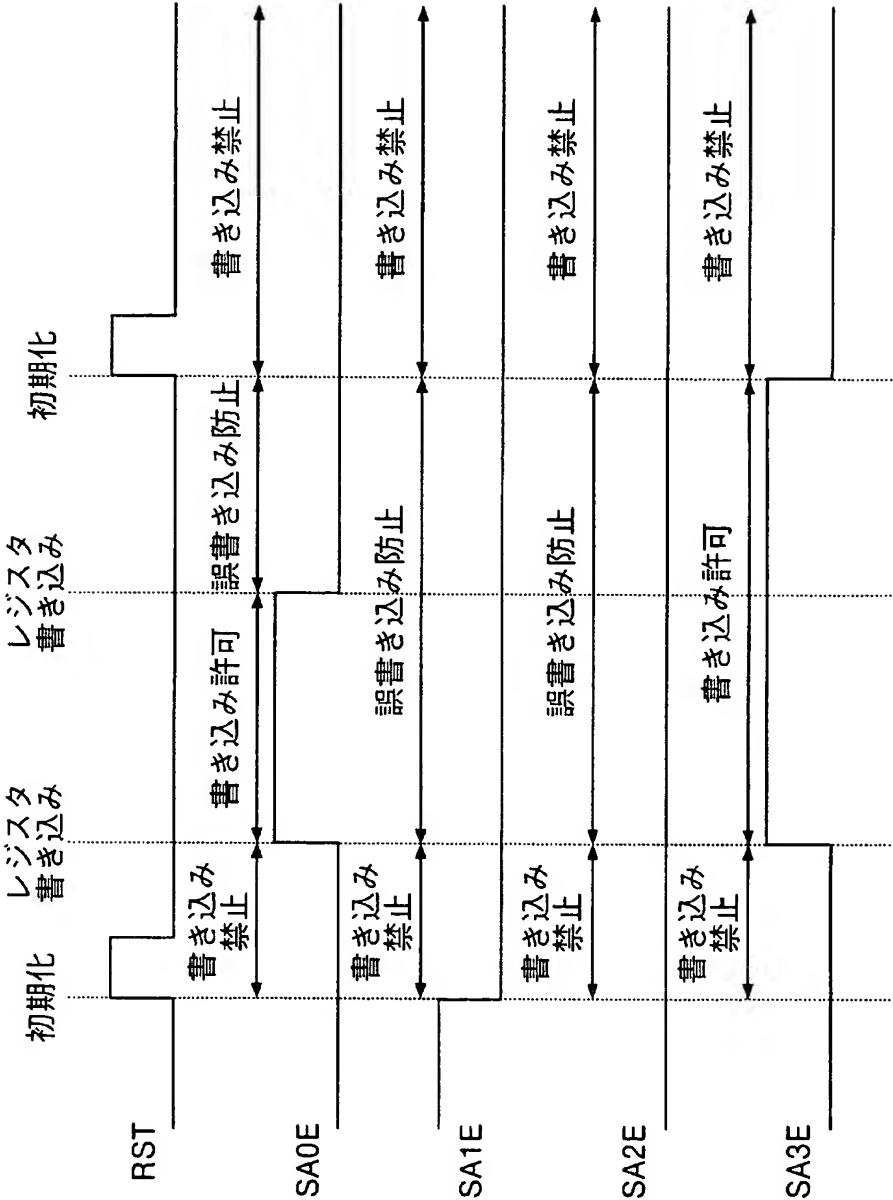 初期化
レジスタ
書き込み
レジスタ
書き込み
初期化
RST
書き込み
禁止
書き込み許可
誤書き込み防止
書き込み禁止
SA0E
書き込み
禁止
誤書き込み防止
書き込み禁止
SA1E
書き込み
禁止
誤書き込み防止
書き込み禁止
SA2E
書き込み
禁止
書き込み許可
書き込み禁止
SA3E